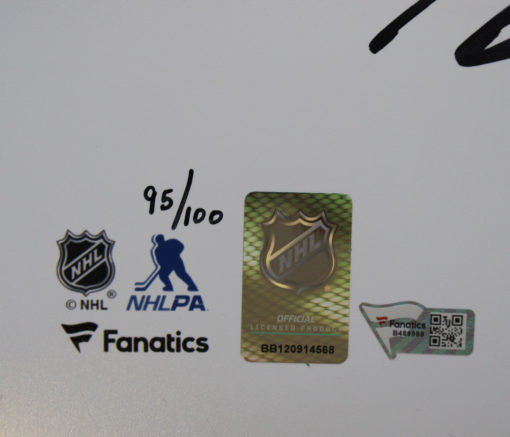 95/100
NHL
© NHL®
NHLPA
Fanatics
NHL
OFFICIAL
LICENSED PRODUCT
BB120914568
Fanatics